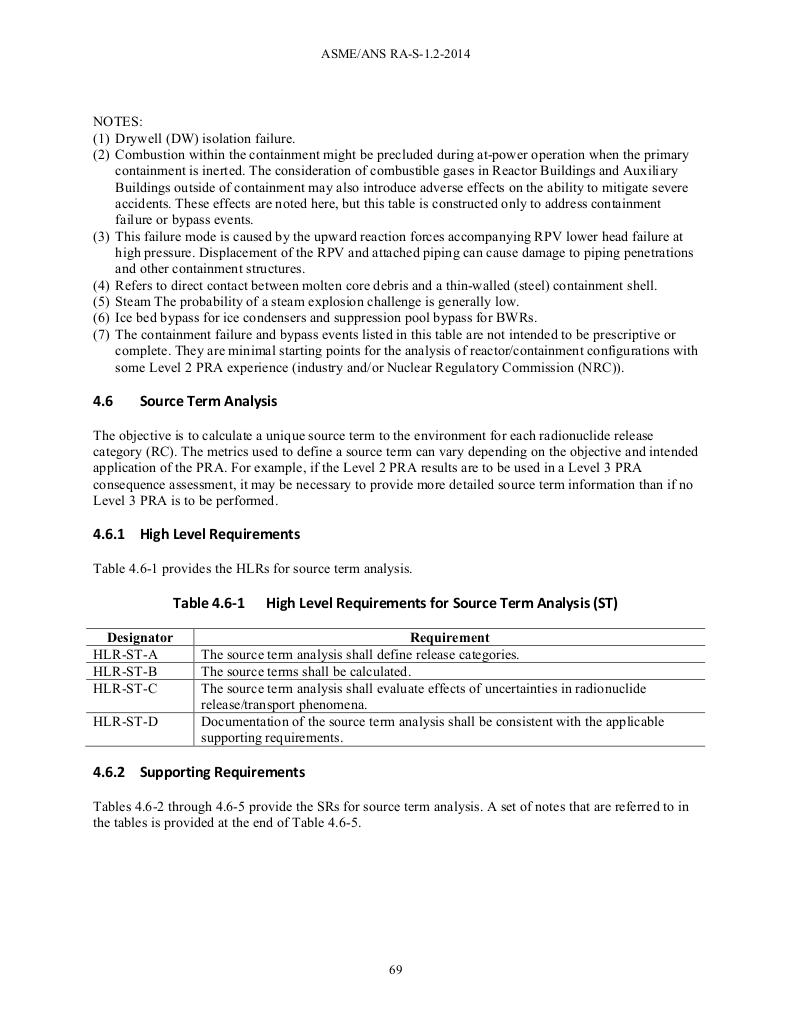 ASME/ANS RA-S-1.2-2014
NOTES:
(1) Drywell (DW) isolation failure.
(2) Combustion within the containment might be precluded during at-power operation when the primary
containment is inerted. The consideration of combustible gases in Reactor Buildings and Auxiliary
Buildings outside of containment may also introduce adverse effects on the ability to mitigate severe
accidents. These effects are noted here, but this table is constructed only to address containment
failure or bypass events.
(3) This failure mode is caused by the upward reaction forces accompanying RPV lower head failure at
high pressure. Displacement of the RPV and attached piping can cause damage to piping penetrations
and other containment structures.
(4) Refers to direct contact between molten core debris and a thin-walled (steel) containment shell.
(5) Steam The probability of a steam explosion challenge is generally low.
(6) Ice bed bypass for ice condensers and suppression pool bypass for BWRs.
(7) The containment failure and bypass events listed in this table are not intended to be prescriptive or
complete. They are minimal starting points for the analysis of reactor/containment configurations with
some Level 2 PRA experience (industry and/or Nuclear Regulatory Commission (NRC)).
4.6 Source Term Analysis
The objective is to calculate a unique source term to the environment for each radionuclide release
category (RC). The metrics used to define a source term can vary depending on the objective and intended
application of the PRA. For example, if the Level 2 PRA results are to be used in a Level 3 PRA
consequence assessment, it may be necessary to provide more detailed source term information than if no
Level 3 PRA is to be performed.
4.6.1 High Level Requirements
Table 4.6-1 provides the HLRs for source term analysis.
Table 4.6-1 High Level Requirements for Source Term Analysis (ST)
Designator Requirement
HLR-ST-A The source term analysis shall define release categories.
HLR-ST-B The source terms shall be calculated.
HLR-ST-C The source term analysis shall evaluate effects of uncertainties in radionuclide
release/transport phenomena.
HLR-ST-D Documentation of the source term analysis shall be consistent with the applicable
supporting requirements.
4.6.2 Supporting Requirements
Tables 4.6-2 through 4.6-5 provide the SRs for source term analysis. A set of notes that are referred to in
the tables is provided at the end of Table 4.6-5.
69